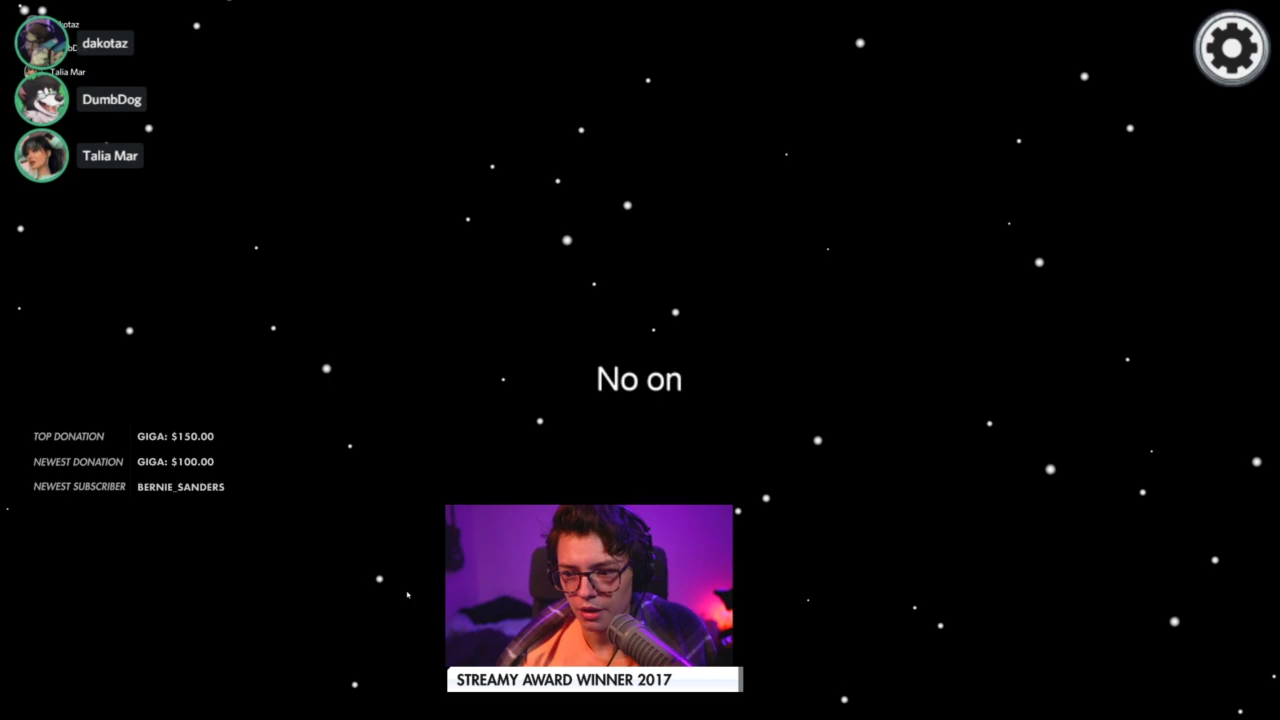 dakotaz
Talia Mar
DumbDog
Talia Mar
No on
TOP DONATION GIGA: $150.00
NEWEST DONATION GIGA: $100.00
NEWEST SUBSCRIBER BERNIE_SANDERS
STREAMY AWARD WINNER 2017